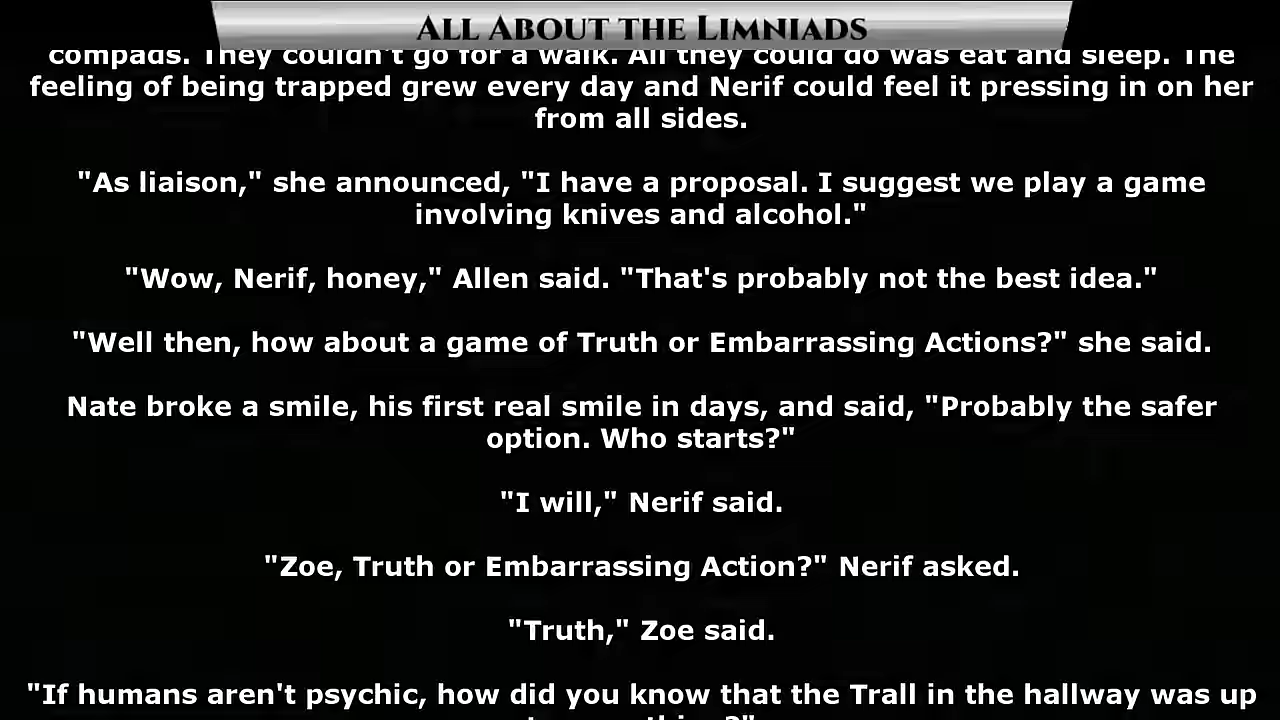 All About the Limniads
compads. They couldn't go for a walk. All they could do was eat and sleep. The
feeling of being trapped grew every day and Nerif could feel it pressing in on her
from all sides.
"As liaison," she announced, "I have a proposal. I suggest we play a game
involving knives and alcohol."
"Wow, Nerif, honey," Allen said. "That's probably not the best idea."
"Well then, how about a game of Truth or Embarrassing Actions?" she said.
Nate broke a smile, his first real smile in days, and said, "Probably the safer
option. Who starts?"
"I will," Nerif said.
"Zoe, Truth or Embarrassing Action?" Nerif asked.
"Truth," Zoe said.
"If humans aren't psychic, how did you know that the Trall in the hallway was up